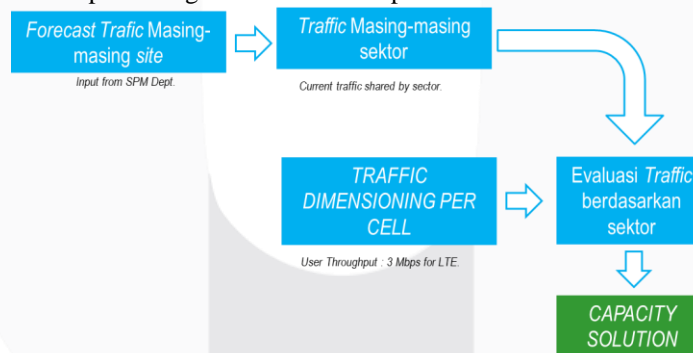 Forecast Trafic Masing-
masing site
Input from SPM Dept.
Traffic Masing-masing
sektor
Current traffic shared by sector.
TRAFFIC
DIMENSIONING PER
CELL
User Throughput : 3 Mbps for LTE.
Evaluasi Traffic
berdasarkan
sektor
CAPACITY
SOLUTION